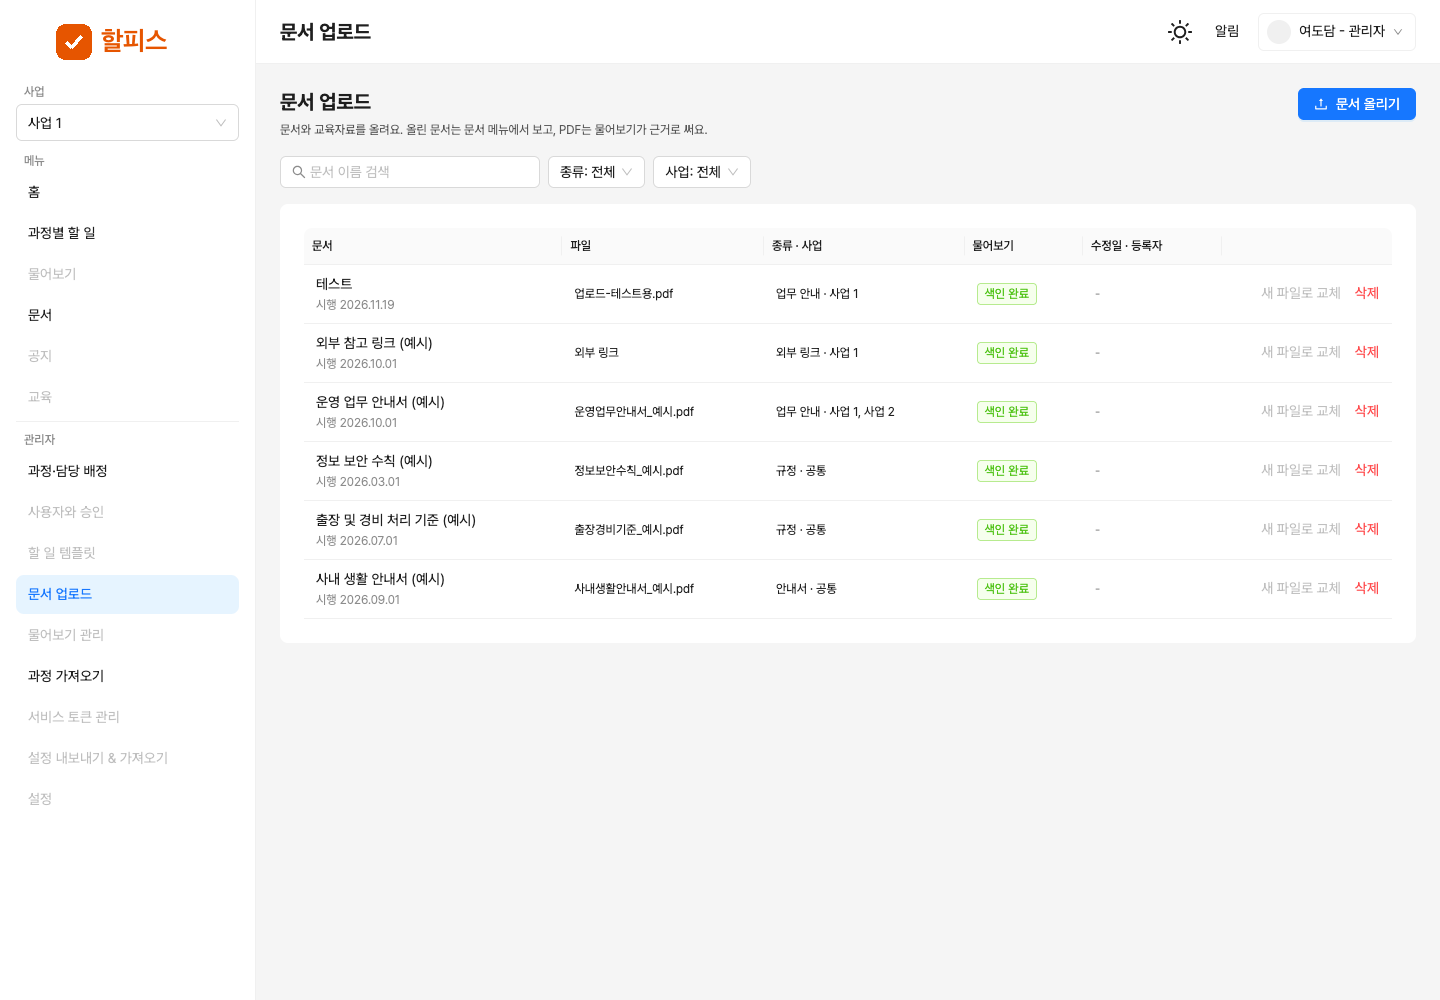 할피스
사업
사업 1
메뉴
홈
과정별 할 일
물어보기
문서
공지
교육
관리자
과정·담당 배정
사용자와 승인
할 일 템플릿
문서 업로드
물어보기 관리
과정 가져오기
서비스 토큰 관리
설정 내보내기 & 가져오기
설정
문서 업로드
알림
여도담 - 관리자
문서 업로드
문서와 교육자료를 올려요. 올린 문서는 문서 메뉴에서 보고, PDF는 물어보기가 근거로 써요.
문서 올리기
문서 이름 검색
종류: 전체
사업: 전체
문서 파일 종류 · 사업 물어보기 수정일 · 등록자
테스트
시행 2026.11.19
업로드-테스트용.pdf 업무 안내 · 사업 1 색인 완료 - 새 파일로 교체 삭제
외부 참고 링크 (예시)
시행 2026.10.01
외부 링크 외부 링크 · 사업 1 색인 완료 - 새 파일로 교체 삭제
운영 업무 안내서 (예시)
시행 2026.10.01
운영업무안내서_예시.pdf 업무 안내 · 사업 1, 사업 2 색인 완료 - 새 파일로 교체 삭제
정보 보안 수칙 (예시)
시행 2026.03.01
정보보안수칙_예시.pdf 규정 · 공통 색인 완료 - 새 파일로 교체 삭제
출장 및 경비 처리 기준 (예시)
시행 2026.07.01
출장경비기준_예시.pdf 규정 · 공통 색인 완료 - 새 파일로 교체 삭제
사내 생활 안내서 (예시)
시행 2026.09.01
사내생활안내서_예시.pdf 안내서 · 공통 색인 완료 - 새 파일로 교체 삭제